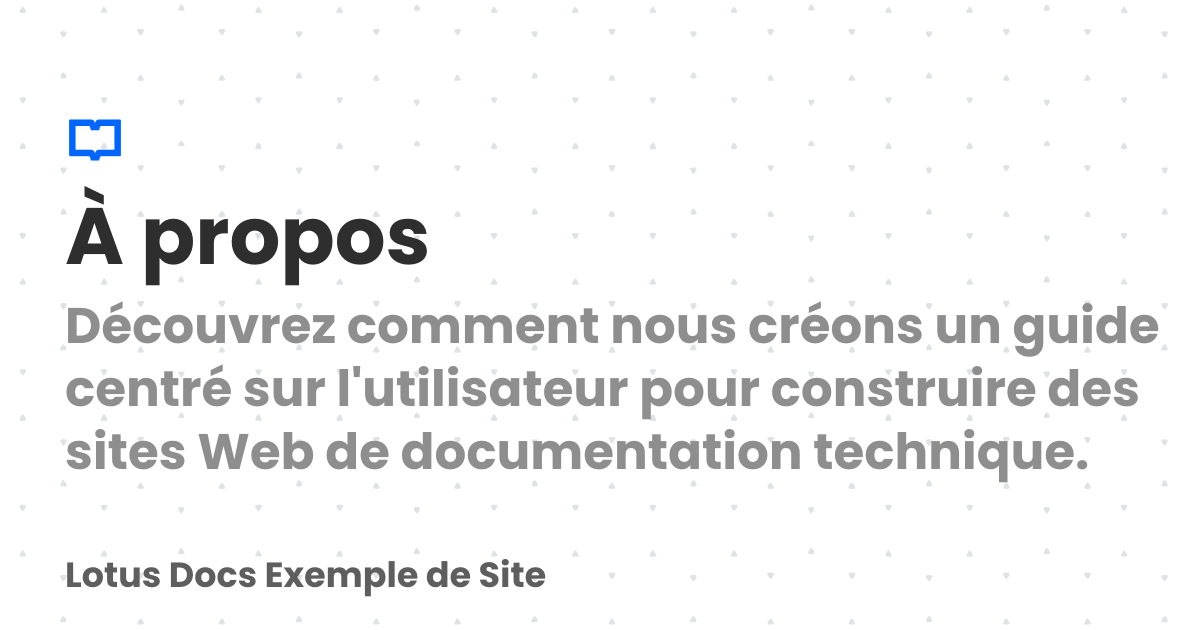 À propos
Découvrez comment nous créons un guide
centré sur l'utilisateur pour construire des
sites Web de documentation technique.
Lotus Docs Exemple de Site